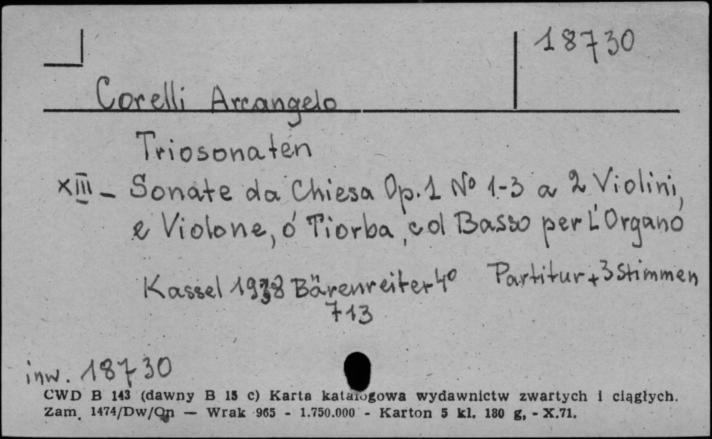 18730
Corelli Arcangelo
Triosonaten
XIII - Sonate da Chiesa Op.1 Nº 1-3 a 2 Violini,
e Violone, ó Tiorba, col Basso per L'Organo
Kassel 1938 Bärenreiter 4º Partitur + 3 Stimmen
713
inw. 18730
CWD B 143 (dawny B 15 c) Karta katalogowa wydawnictw zwartych i ciągłych.
Zam. 1474/Dw/Qn — Wrak 965 - 1.750.000 - Karton 5 kl. 180 g, - X.71.